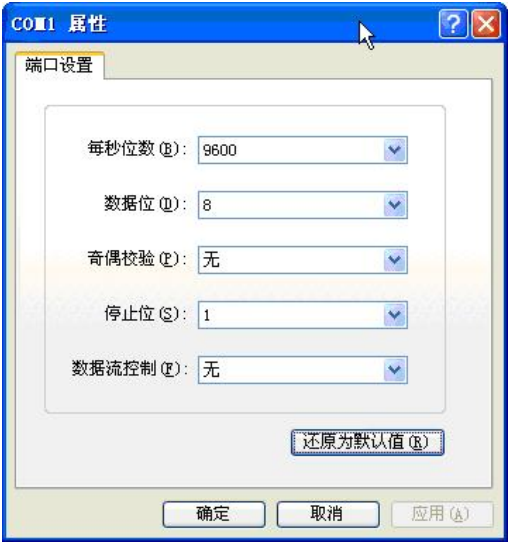 COM1 属性
端口设置
每秒位数(B): 9600
数据位(D): 8
奇偶校验(P): 无
停止位(S): 1
数据流控制(F): 无
还原为默认值(R)
确定 取消 应用(A)